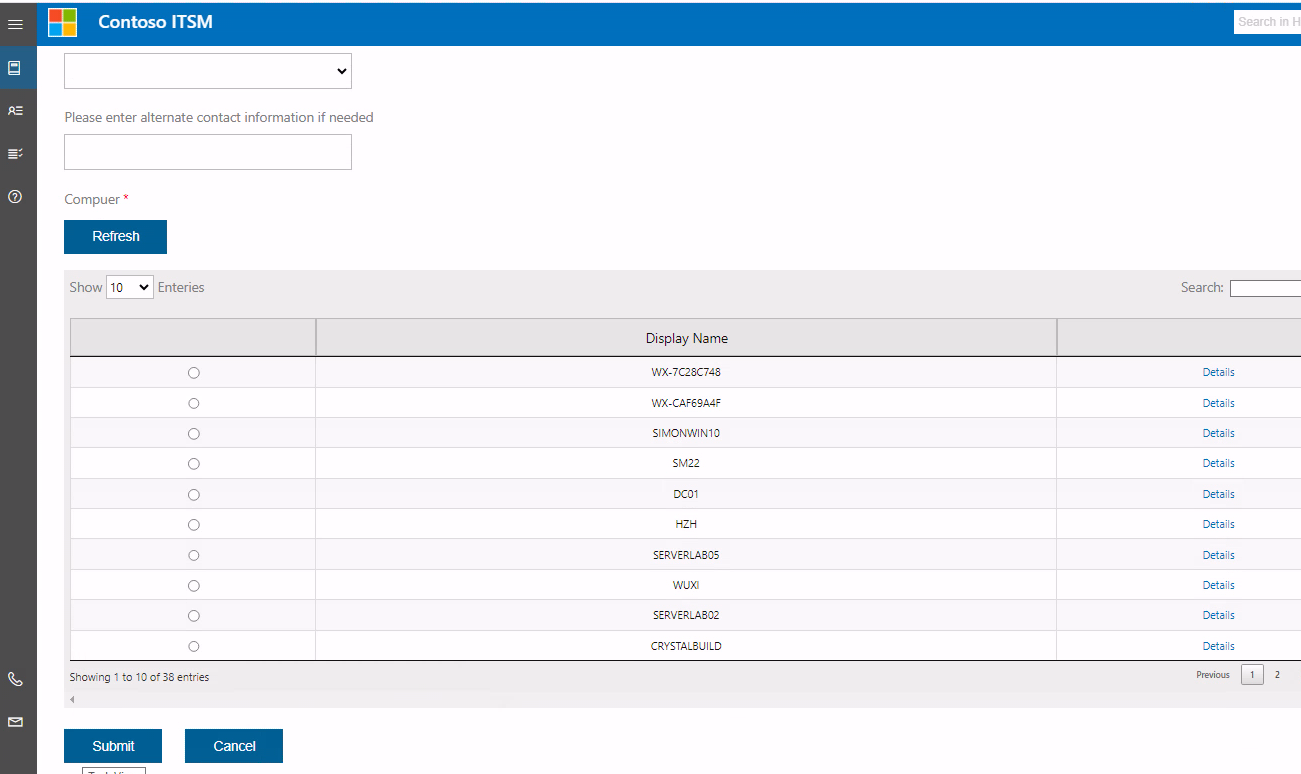 Contoso ITSM
Search in H
Please enter alternate contact information if needed
Compuer *
Refresh
Show 10 Enteries
Search:
Display Name
WX-7C28C748 Details
WX-CAF69A4F Details
SIMONWIN10 Details
SM22 Details
DC01 Details
HZH Details
SERVERLAB05 Details
WUXI Details
SERVERLAB02 Details
CRYSTALBUILD Details
Showing 1 to 10 of 38 entries
Previous 1 2
Submit Cancel